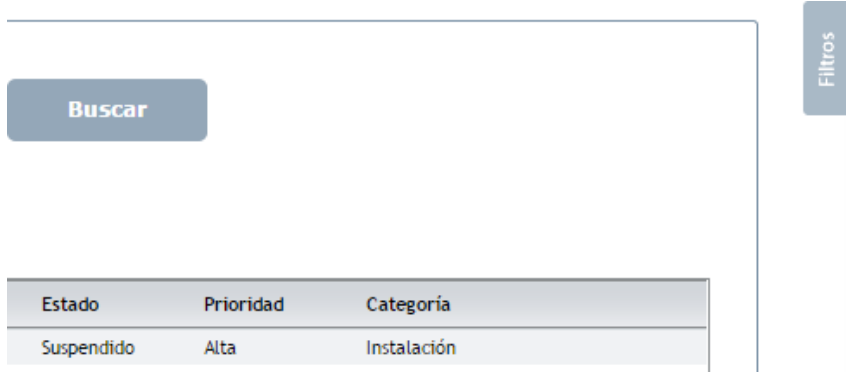 Filtros
Buscar
Estado Prioridad Categoría
Suspendido Alta Instalación